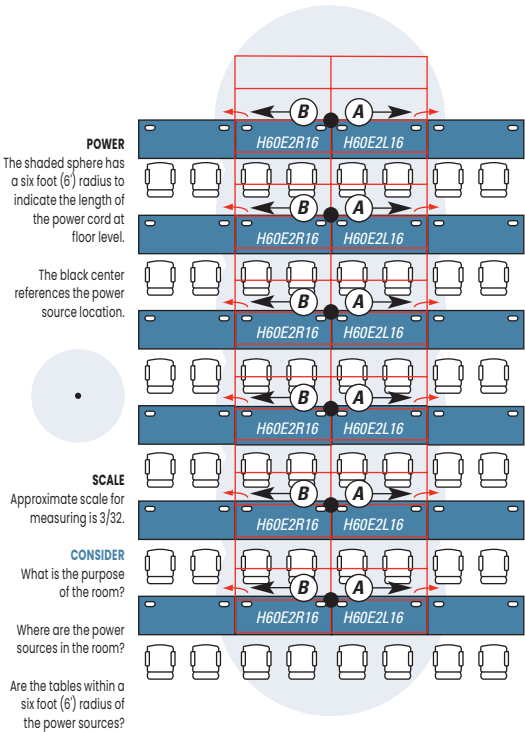 POWER
The shaded sphere has
a six foot (6') radius to
indicate the length of
the power cord at
floor level.
The black center
references the power
source location.
SCALE
Approximate scale for
measuring is 3/32.
CONSIDER
What is the purpose
of the room?
Where are the power
sources in the room?
Are the tables within a
six foot (6') radius of
the power sources?
B A
H60E2R16 H60E2L16
B A
H60E2R16 H60E2L16
B A
H60E2R16 H60E2L16
B A
H60E2R16 H60E2L16
B A
H60E2R16 H60E2L16
B A
H60E2R16 H60E2L16